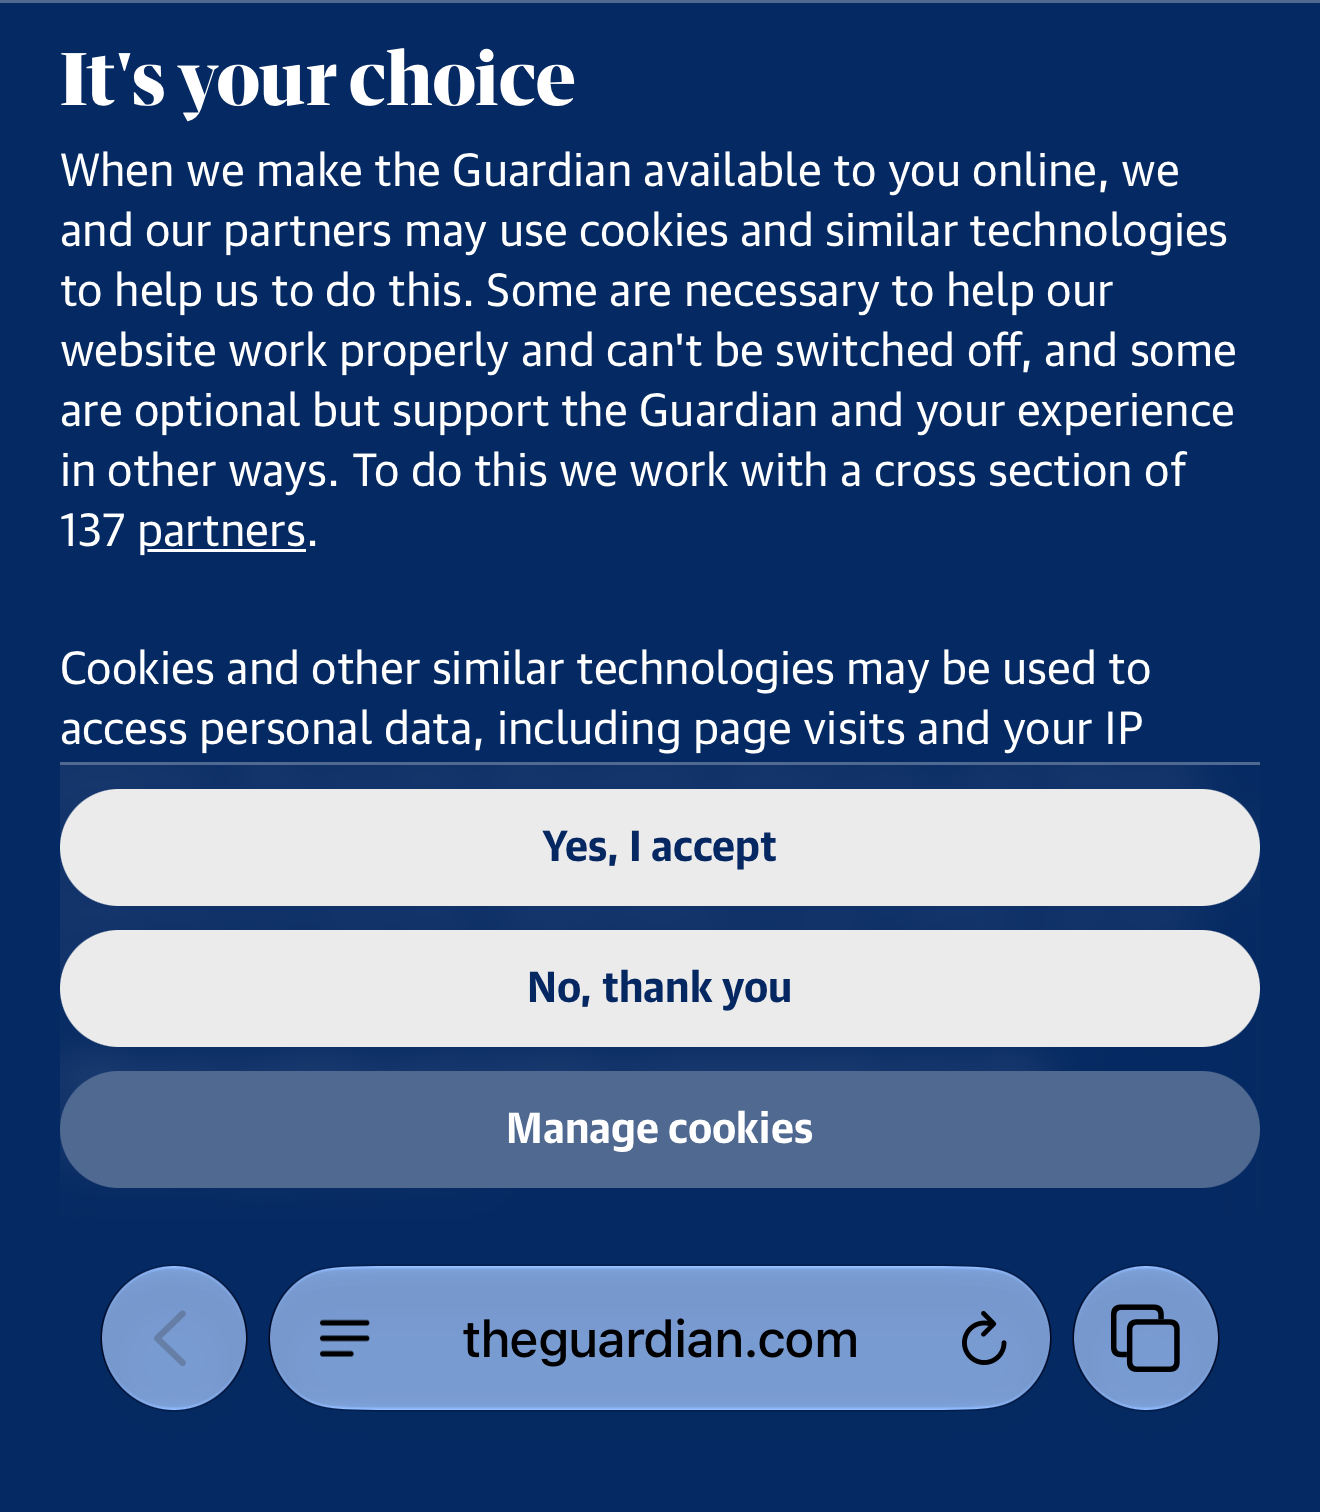 It's your choice
When we make the Guardian available to you online, we
and our partners may use cookies and similar technologies
to help us to do this. Some are necessary to help our
website work properly and can't be switched off, and some
are optional but support the Guardian and your experience
in other ways. To do this we work with a cross section of
137 partners.
Cookies and other similar technologies may be used to
access personal data, including page visits and your IP
Yes, I accept
No, thank you
Manage cookies
theguardian.com